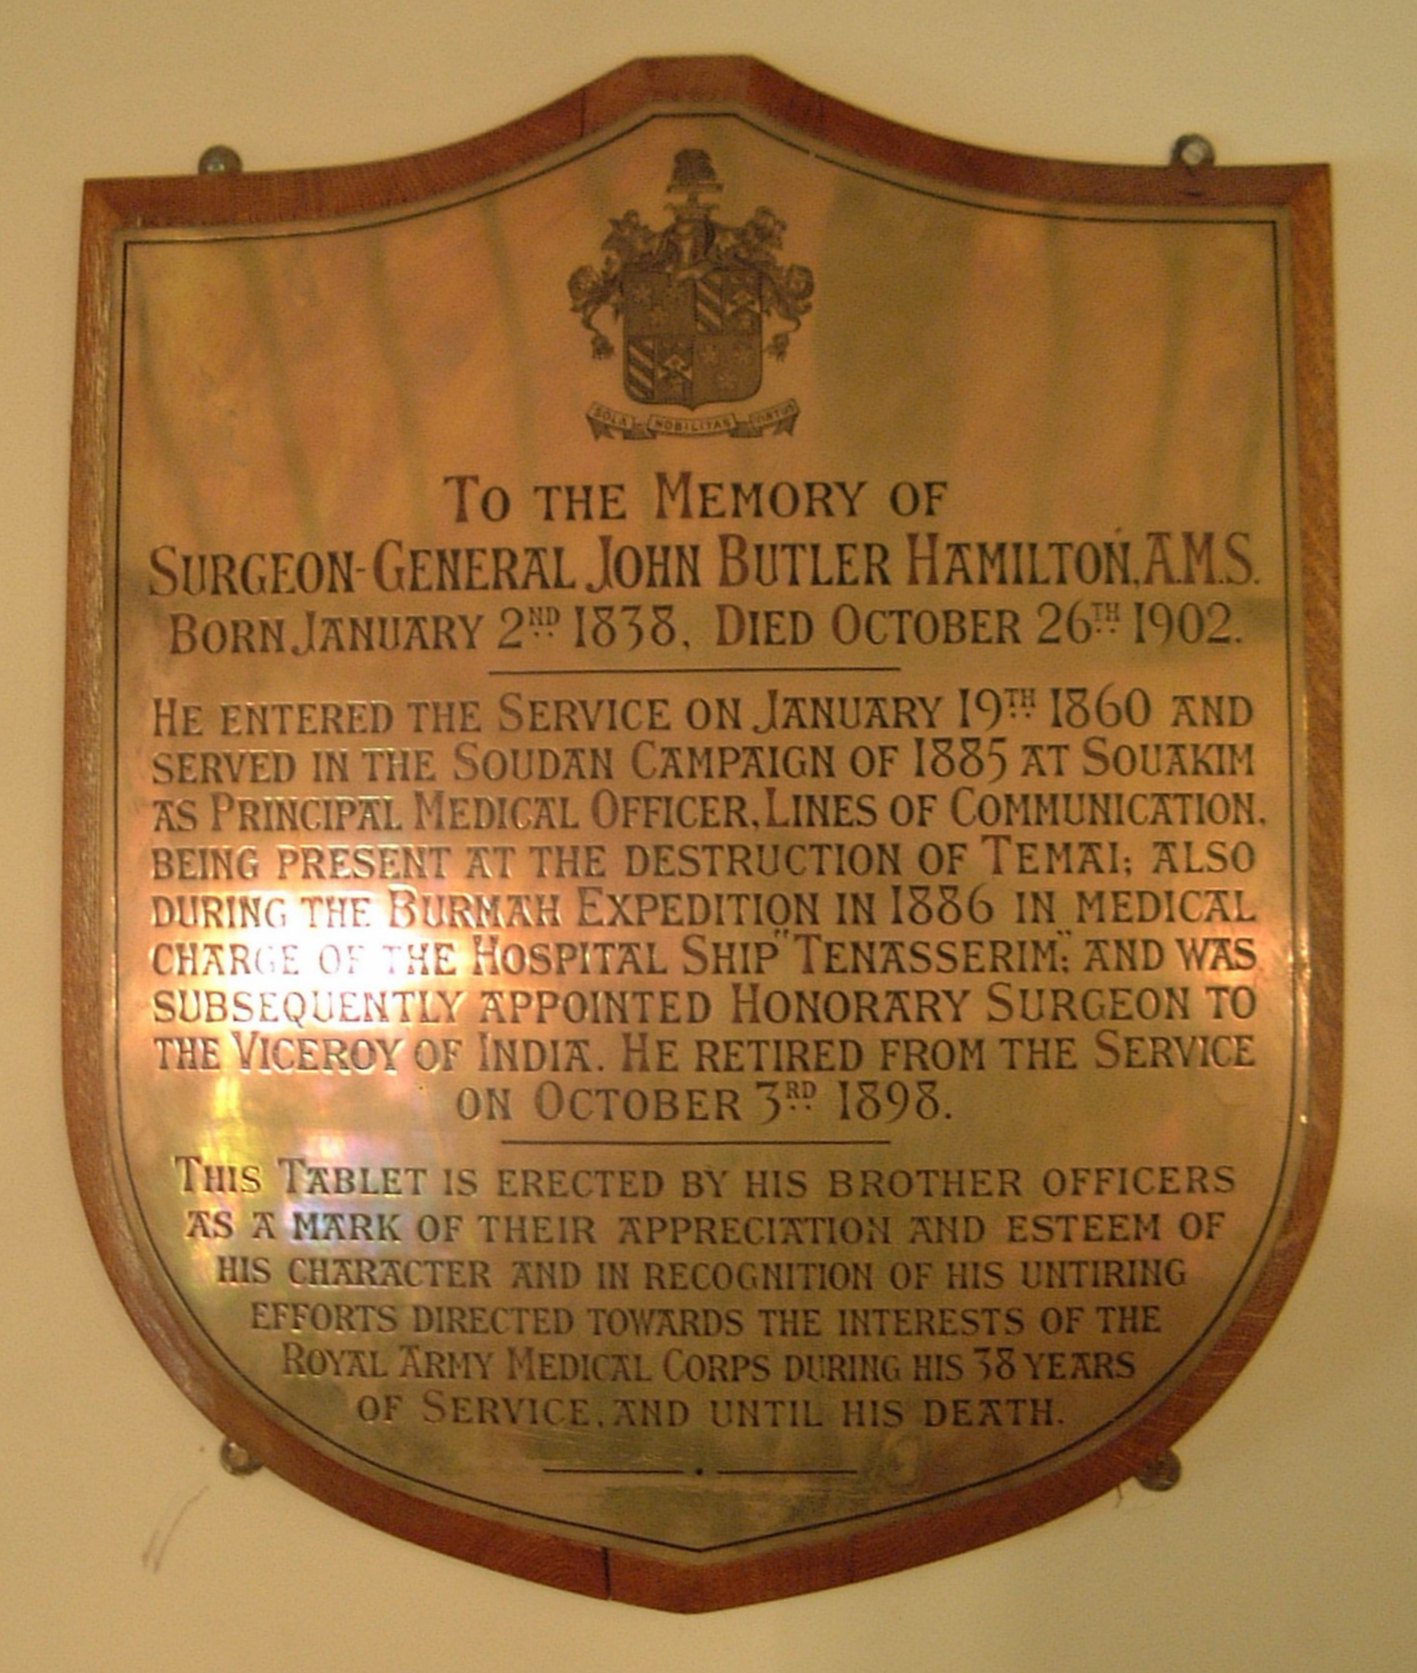 SOLA NOBILITAS VIRTUS
TO THE MEMORY OF
SURGEON-GENERAL JOHN BUTLER HAMILTON, A.M.S.
BORN JANUARY 2ND 1838, DIED OCTOBER 26TH 1902.
HE ENTERED THE SERVICE ON JANUARY 19TH 1860 AND
SERVED IN THE SOUDAN CAMPAIGN OF 1885 AT SOUAKIM
AS PRINCIPAL MEDICAL OFFICER, LINES OF COMMUNICATION,
BEING PRESENT AT THE DESTRUCTION OF TEMAI; ALSO
DURING THE BURMAH EXPEDITION IN 1886 IN MEDICAL
CHARGE OF THE HOSPITAL SHIP "TENASSERIM"; AND WAS
SUBSEQUENTLY APPOINTED HONORARY SURGEON TO
THE VICEROY OF INDIA. HE RETIRED FROM THE SERVICE
ON OCTOBER 3RD 1898.
THIS TABLET IS ERECTED BY HIS BROTHER OFFICERS
AS A MARK OF THEIR APPRECIATION AND ESTEEM OF
HIS CHARACTER AND IN RECOGNITION OF HIS UNTIRING
EFFORTS DIRECTED TOWARDS THE INTERESTS OF THE
ROYAL ARMY MEDICAL CORPS DURING HIS 38 YEARS
OF SERVICE, AND UNTIL HIS DEATH.